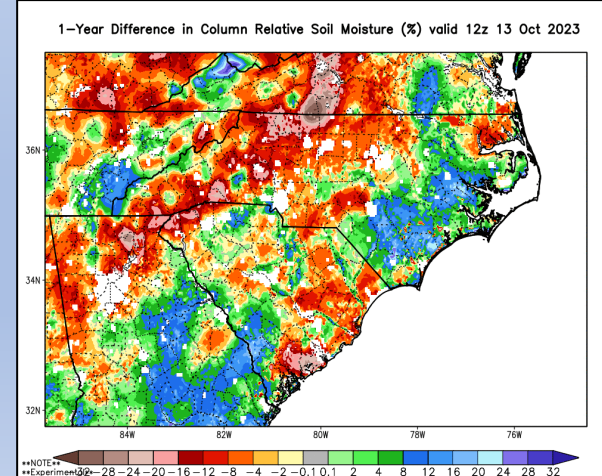 1-Year Difference in Column Relative Soil Moisture (%) valid 12z 13 Oct 2023
36N
34N
32N
84W 82W 80W 78W 76W
**NOTE**
-28 -24 -20 -16 -12 -8 -4 -2 -0.1 0.1 2 4 8 12 16 20 24 28 32